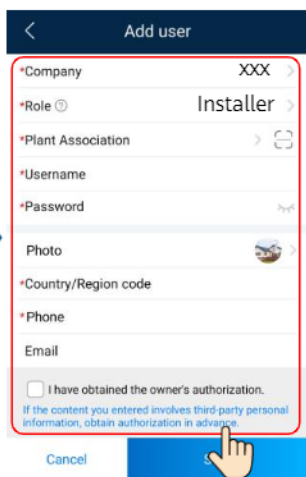 Add user
*Company XXX
*Role Installer
*Plant Association
*Username
*Password
Photo
*Country/Region code
*Phone
Email
I have obtained the owner's authorization.
If the content you entered involves third-party personal
information, obtain authorization in advance.
Cancel